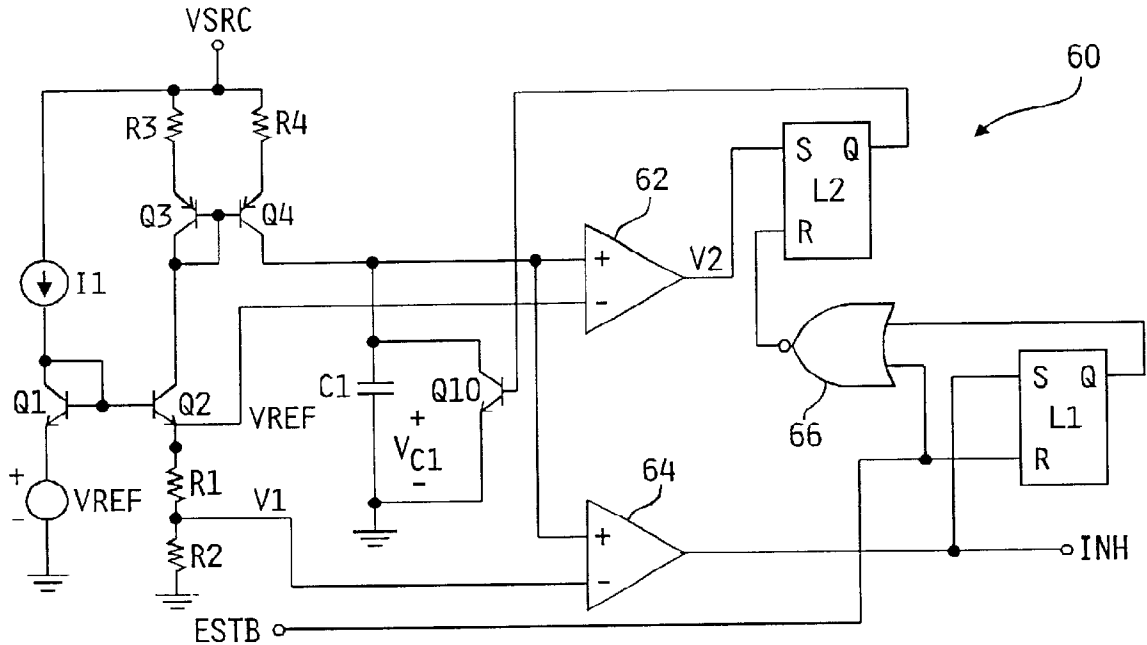 VSRC
60
R3
R4
S Q
L2
R
62
Q3
Q4
+
-
V2
I1
Q1
Q2
VREF
C1
+
VC1
-
Q10
66
S Q
L1
R
+
-
VREF
R1
V1
R2
64
+
-
INH
ESTB